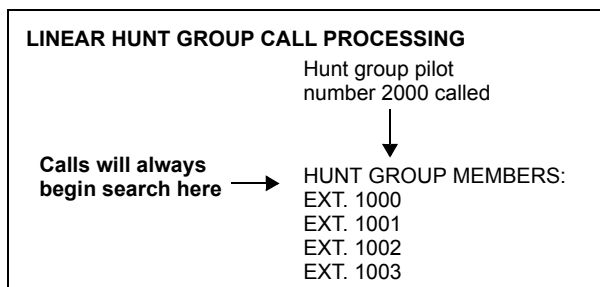 LINEAR HUNT GROUP CALL PROCESSING
Hunt group pilot
number 2000 called
Calls will always
begin search here
HUNT GROUP MEMBERS:
EXT. 1000
EXT. 1001
EXT. 1002
EXT. 1003